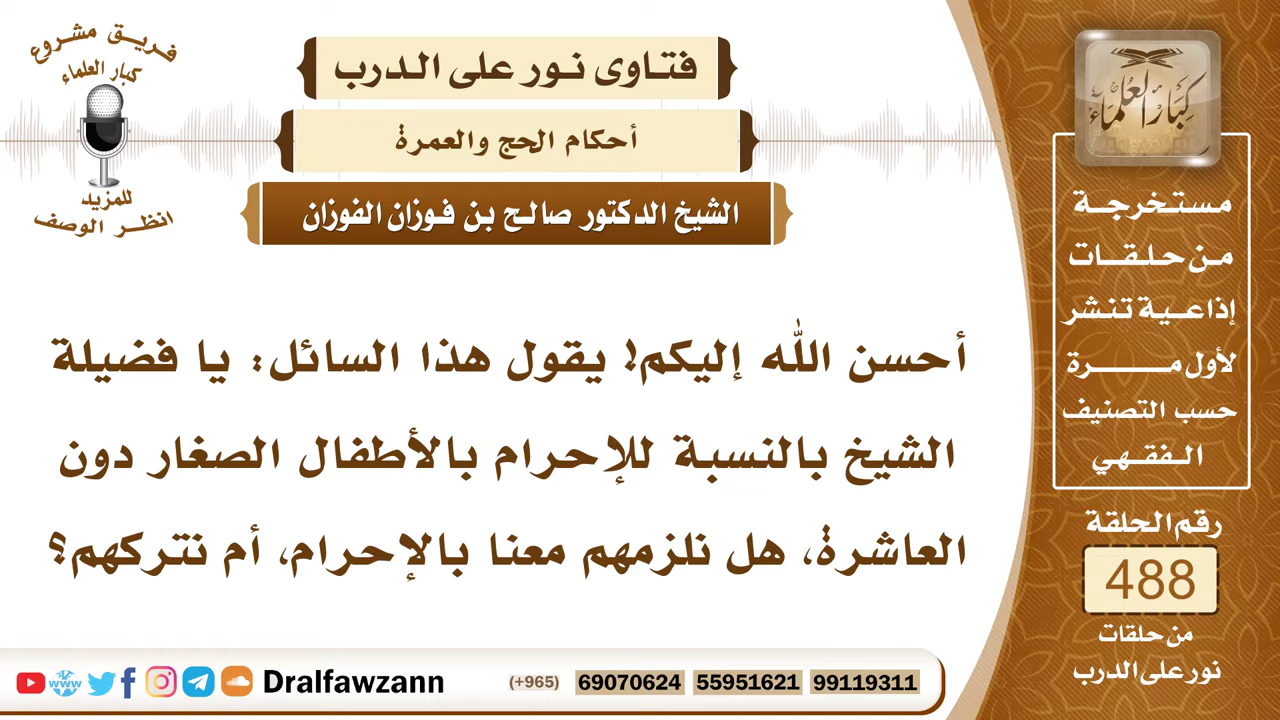 فريق مشروع
كبار العلماء
للمزيد
انظر الوصف
فتاوى نور على الدرب
أحكام الحج والعمرة
الشيخ الدكتور صالح بن فوزان الفوزان
أحسن الله إليكم! يقول هذا السائل: يا فضيلة
الشيخ بالنسبة للإحرام بالأطفال الصغار دون
العاشرة، هل نلزمهم معنا بالإحرام، أم نتركهم؟
كبار العلماء
مستخرجة
من حلقات
إذاعية تنشر
لأول مرة
حسب التصنيف
الفقهي
رقم الحلقة
488
من حلقات
نور على الدرب
www
Dralfawzann
(+965) 69070624 55951621 99119311